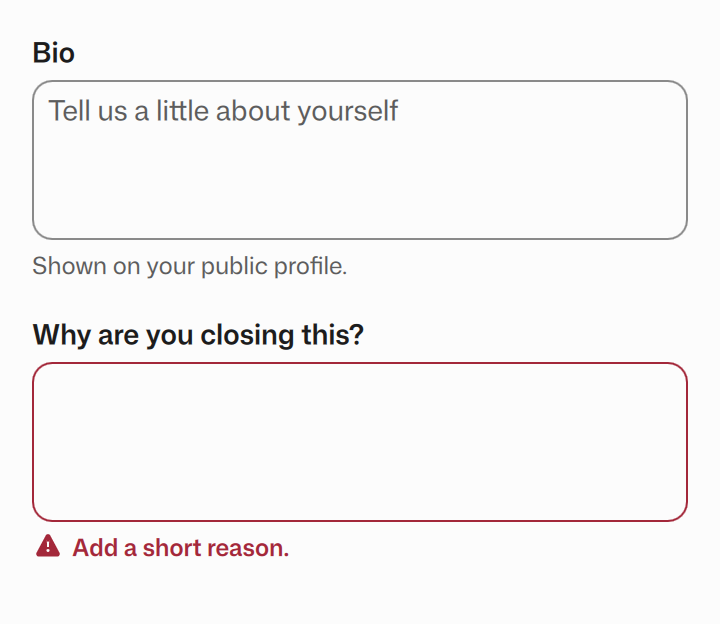 Bio
Tell us a little about yourself
Shown on your public profile.
Why are you closing this?
Add a short reason.